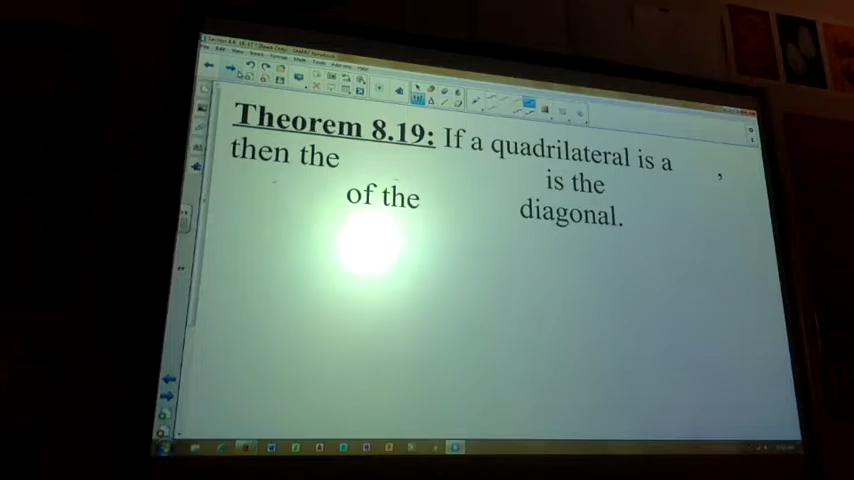 Theorem 8.19: If a quadrilateral is a ,
then the is the
of the diagonal.